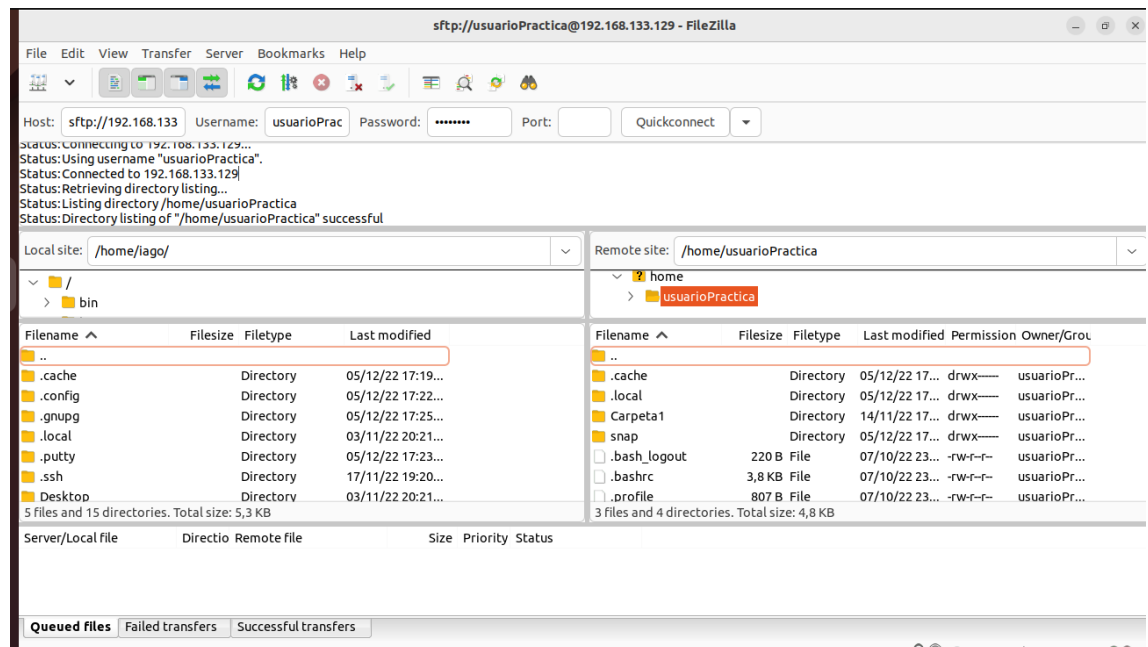 sftp://usuarioPractica@192.168.133.129 - FileZilla
File Edit View Transfer Server Bookmarks Help
Host: sftp://192.168.133 Username: usuarioPrac Password: •••••••• Port: Quickconnect
Status:Connecting to 192.168.133.129...
Status:Using username "usuarioPractica".
Status:Connected to 192.168.133.129
Status:Retrieving directory listing...
Status:Listing directory /home/usuarioPractica
Status:Directory listing of "/home/usuarioPractica" successful
Local site: /home/iago/
/
bin
Filename Filesize Filetype Last modified
..
.cache Directory 05/12/22 17:19...
.config Directory 05/12/22 17:22...
.gnupg Directory 05/12/22 17:25...
.local Directory 03/11/22 20:21...
.putty Directory 05/12/22 17:23...
.ssh Directory 17/11/22 19:20...
Desktop Directory 03/11/22 20:21...
5 files and 15 directories. Total size: 5,3 KB
Remote site: /home/usuarioPractica
? home
usuarioPractica
Filename Filesize Filetype Last modified Permission Owner/Grou
..
.cache Directory 05/12/22 17... drwx------ usuarioPr...
.local Directory 05/12/22 17... drwx------ usuarioPr...
Carpeta1 Directory 14/11/22 17... drwx------ usuarioPr...
snap Directory 05/12/22 17... drwx------ usuarioPr...
.bash_logout 220 B File 07/10/22 23... -rw-r--r-- usuarioPr...
.bashrc 3,8 KB File 07/10/22 23... -rw-r--r-- usuarioPr...
.profile 807 B File 07/10/22 23... -rw-r--r-- usuarioPr...
3 files and 4 directories. Total size: 4,8 KB
Server/Local file Directio Remote file Size Priority Status
Queued files Failed transfers Successful transfers